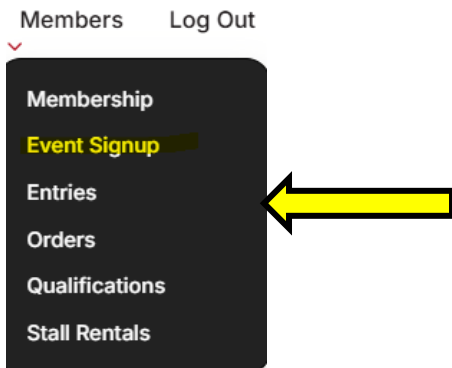 Members Log Out
Membership
Event Signup
Entries
Orders
Qualifications
Stall Rentals